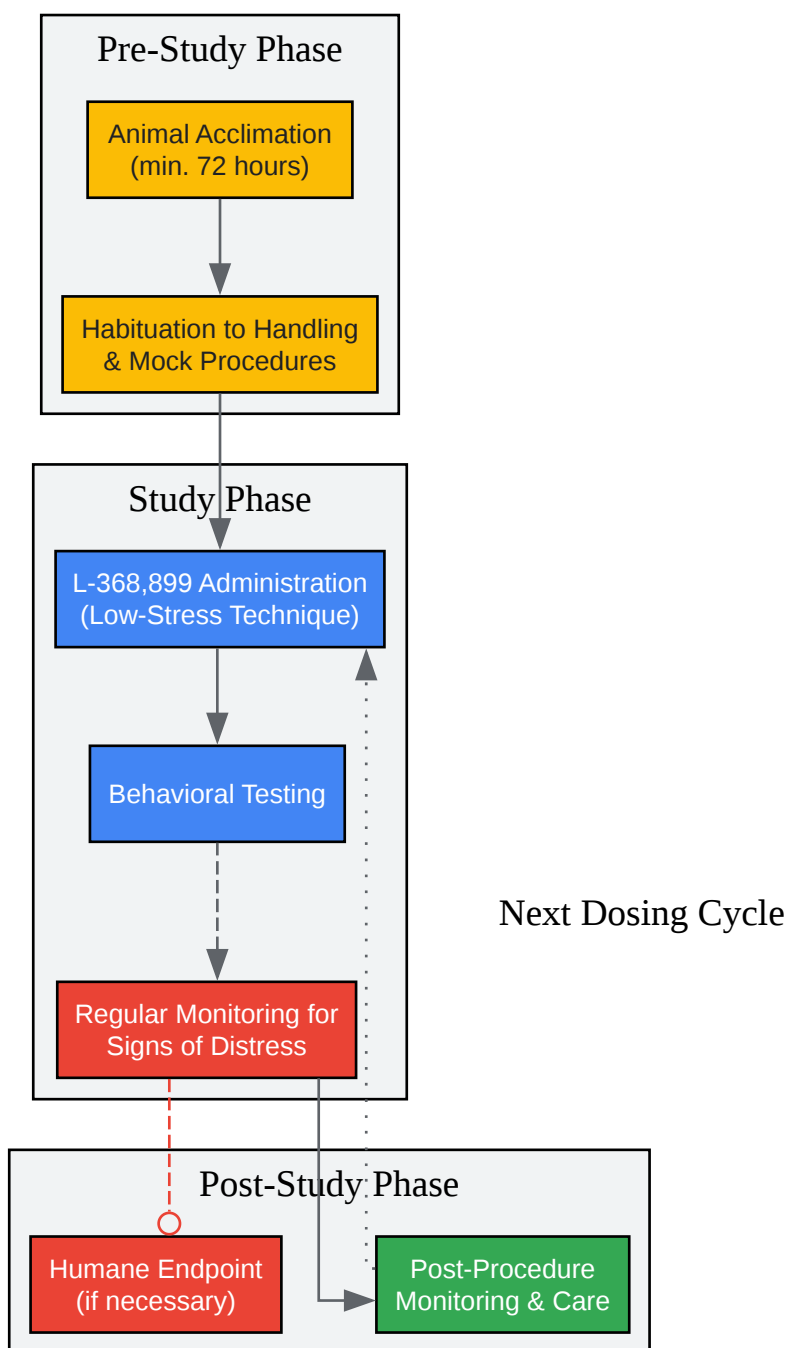 Pre-Study Phase
Animal Acclimation
(min. 72 hours)
Habituation to Handling
& Mock Procedures
Study Phase
L-368,899 Administration
(Low-Stress Technique)
Behavioral Testing
Next Dosing Cycle
Regular Monitoring for
Signs of Distress
Post-Study Phase
Humane Endpoint
(if necessary)
Post-Procedure
Monitoring & Care